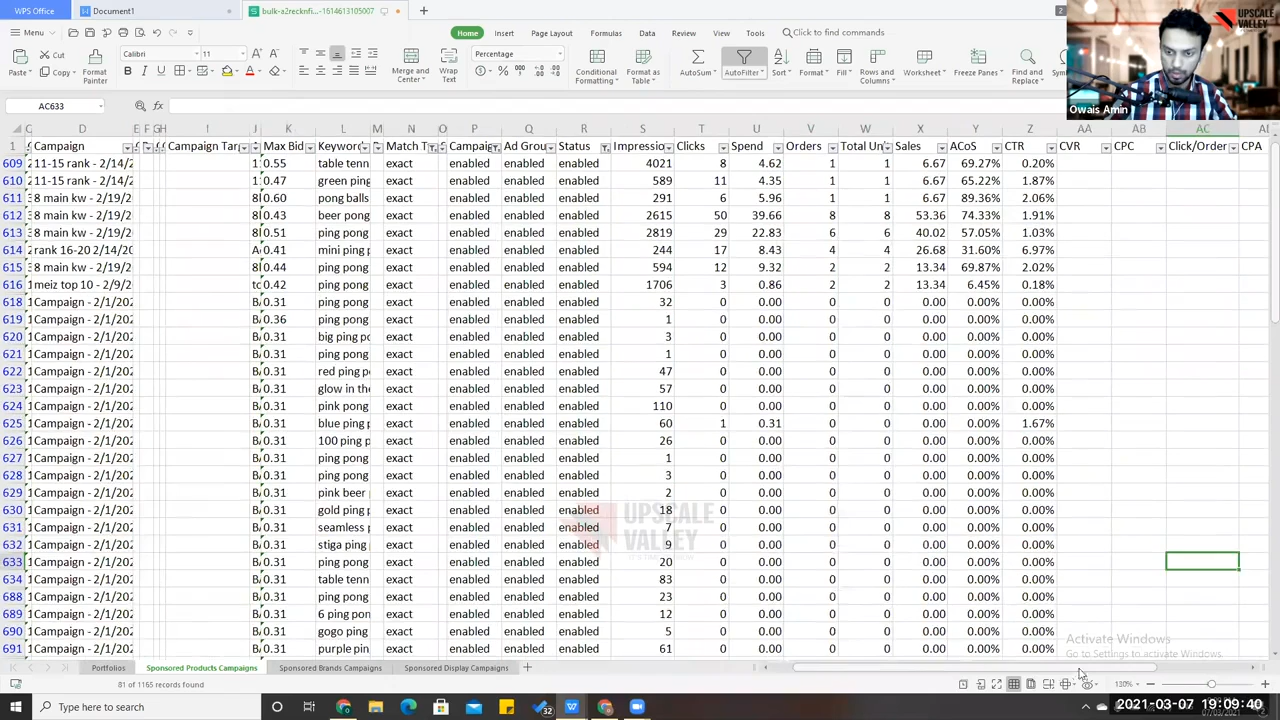 WPS Office Document1 bulk-a2recknfi...-1614613105007 2
UPSCALE VALLEY
Menu Home Insert Page Layout Formulas Data Review View Tools Click to find commands
Cut Calibri 11 Percentage
Paste Copy Format Painter Merge and Center Wrap Text Conditional Formatting Format as Table AutoSum AutoFilter Sort Format Fill Rows and Columns Worksheet Freeze Panes Find and Replace
Owais Amin
AC633 fx
C D E F G H I J K L M N O P Q R S T U V W X Y Z AA AB AC
1 Campaign Campaign Tar Max Bid Keyword Match T Campaig Ad Grou Status Impressio Clicks Spend Orders Total Un Sales ACoS CTR CVR CPC Click/Order CPA
609 11-15 rank - 2/14/2 0.55 table tenn exact enabled enabled enabled 4021 8 4.62 1 1 6.67 69.27% 0.20%
610 11-15 rank - 2/14/2 0.47 green ping exact enabled enabled enabled 589 11 4.35 1 1 6.67 65.22% 1.87%
611 8 main kw - 2/19/2 0.60 pong balls exact enabled enabled enabled 291 6 5.96 1 1 6.67 89.36% 2.06%
612 8 main kw - 2/19/2 0.43 beer pong exact enabled enabled enabled 2615 50 39.66 8 8 53.36 74.33% 1.91%
613 8 main kw - 2/19/2 0.51 ping pong exact enabled enabled enabled 2819 29 22.83 6 6 40.02 57.05% 1.03%
614 rank 16-20 2/14/20 0.41 mini ping p exact enabled enabled enabled 244 17 8.43 4 4 26.68 31.60% 6.97%
615 8 main kw - 2/19/2 0.44 ping pong exact enabled enabled enabled 594 12 9.32 2 2 13.34 69.87% 2.02%
616 meiz top 10 - 2/9/2 0.42 ping pong exact enabled enabled enabled 1706 3 0.86 2 2 13.34 6.45% 0.18%
618 Campaign - 2/1/202 0.31 ping pong exact enabled enabled enabled 32 0 0.00 0 0 0.00 0.00% 0.00%
619 Campaign - 2/1/202 0.36 ping pong exact enabled enabled enabled 1 0 0.00 0 0 0.00 0.00% 0.00%
620 Campaign - 2/1/202 0.31 big ping po exact enabled enabled enabled 3 0 0.00 0 0 0.00 0.00% 0.00%
621 Campaign - 2/1/202 0.31 ping pong exact enabled enabled enabled 1 0 0.00 0 0 0.00 0.00% 0.00%
622 Campaign - 2/1/202 0.31 red ping p exact enabled enabled enabled 47 0 0.00 0 0 0.00 0.00% 0.00%
623 Campaign - 2/1/202 0.31 glow in the exact enabled enabled enabled 57 0 0.00 0 0 0.00 0.00% 0.00%
624 Campaign - 2/1/202 0.31 pink pong exact enabled enabled enabled 110 0 0.00 0 0 0.00 0.00% 0.00%
625 Campaign - 2/1/202 0.31 blue ping p exact enabled enabled enabled 60 1 0.31 0 0 0.00 0.00% 1.67%
626 Campaign - 2/1/202 0.31 100 ping p exact enabled enabled enabled 26 0 0.00 0 0 0.00 0.00% 0.00%
627 Campaign - 2/1/202 0.31 ping pong exact enabled enabled enabled 1 0 0.00 0 0 0.00 0.00% 0.00%
628 Campaign - 2/1/202 0.31 ping pong exact enabled enabled enabled 3 0 0.00 0 0 0.00 0.00% 0.00%
629 Campaign - 2/1/202 0.31 pink beer exact enabled enabled enabled 2 0 0.00 0 0 0.00 0.00% 0.00%
630 Campaign - 2/1/202 0.31 gold ping p exact enabled enabled enabled 18 0 0.00 0 0 0.00 0.00% 0.00%
631 Campaign - 2/1/202 0.31 seamless p exact enabled enabled enabled 7 0 0.00 0 0 0.00 0.00% 0.00%
632 Campaign - 2/1/202 0.31 stiga ping exact enabled enabled enabled 9 0 0.00 0 0 0.00 0.00% 0.00%
633 Campaign - 2/1/202 0.31 ping pong exact enabled enabled enabled 20 0 0.00 0 0 0.00 0.00% 0.00%
634 Campaign - 2/1/202 0.31 table tenn exact enabled enabled enabled 83 0 0.00 0 0 0.00 0.00% 0.00%
688 Campaign - 2/1/202 0.31 ping pong exact enabled enabled enabled 23 0 0.00 0 0 0.00 0.00% 0.00%
689 Campaign - 2/1/202 0.31 6 ping pon exact enabled enabled enabled 12 0 0.00 0 0 0.00 0.00% 0.00%
690 Campaign - 2/1/202 0.31 gogo ping exact enabled enabled enabled 5 0 0.00 0 0 0.00 0.00% 0.00%
691 Campaign - 2/1/202 0.31 purple pin exact enabled enabled enabled 61 0 0.00 0 0 0.00 0.00% 0.00%
UPSCALE VALLEY
Activate Windows
Go to Settings to activate Windows.
Portfolios Sponsored Products Campaigns Sponsored Brands Campaigns Sponsored Display Campaigns
81 of 1165 records found 130%
Type here to search 32 2021-03-07 19:09:40